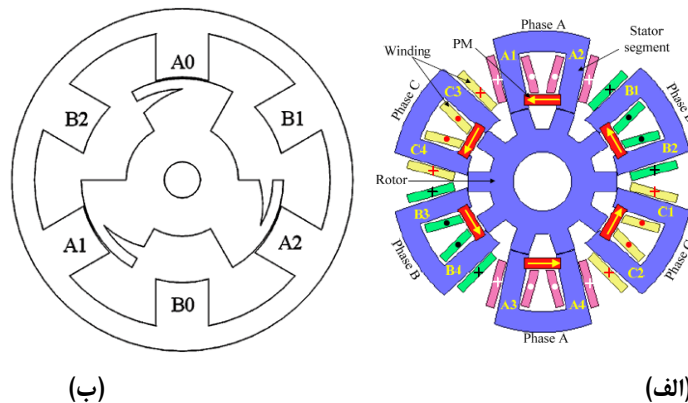 A0
B1
A2
B0
A1
B2
(ب)
Phase A
Winding
PM
Stator
segment
A1
A2
B1
B2
Phase B
C1
C2
Phase C
A3
A4
Phase A
B3
B4
Phase B
C3
C4
Phase C
Rotor
(الف)